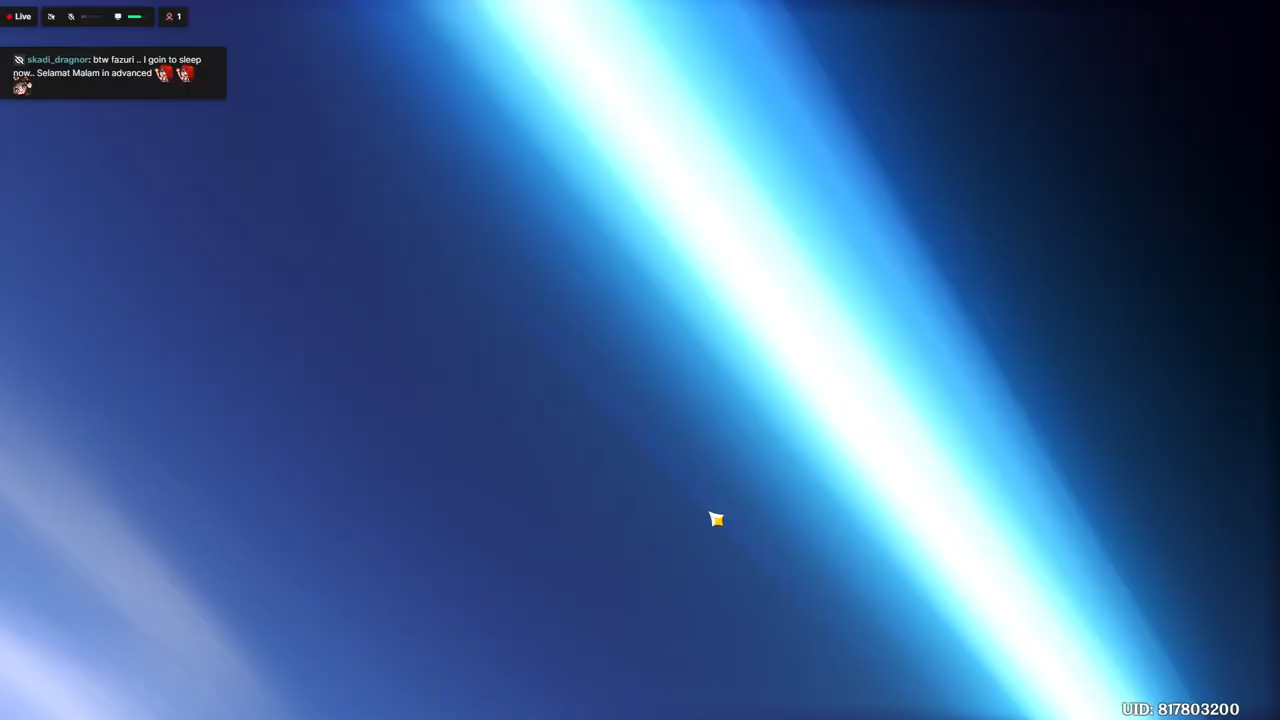 Live
1
skadi_dragnor: btw fazuri .. I goin to sleep
now.. Selamat Malam in advanced
UID: 817803200